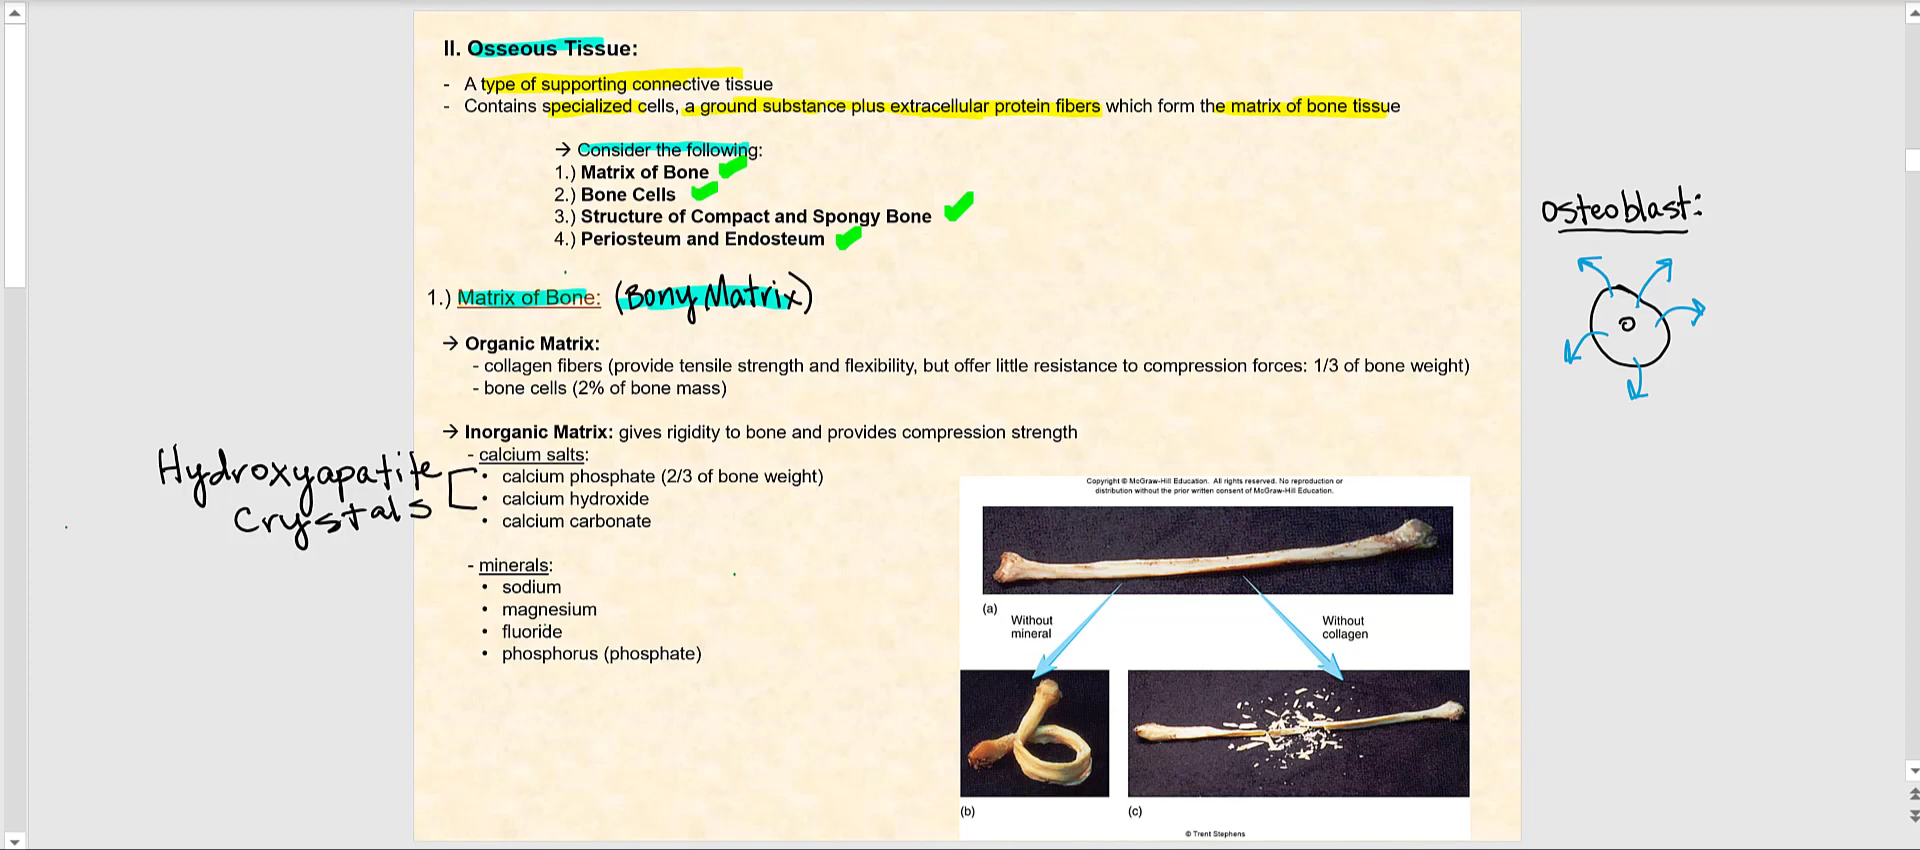 II. Osseous Tissue:
- A type of supporting connective tissue
- Contains specialized cells, a ground substance plus extracellular protein fibers which form the matrix of bone tissue
→ Consider the following:
1.) Matrix of Bone
2.) Bone Cells
3.) Structure of Compact and Spongy Bone
4.) Periosteum and Endosteum
osteoblast:
1.) Matrix of Bone: (Bony Matrix)
→ Organic Matrix:
- collagen fibers (provide tensile strength and flexibility, but offer little resistance to compression forces: 1/3 of bone weight)
- bone cells (2% of bone mass)
→ Inorganic Matrix: gives rigidity to bone and provides compression strength
- calcium salts:
• calcium phosphate (2/3 of bone weight)
• calcium hydroxide
• calcium carbonate
Hydroxyapatite
Crystals
- minerals:
• sodium
• magnesium
• fluoride
• phosphorus (phosphate)
Copyright © McGraw-Hill Education. All rights reserved. No reproduction or
distribution without the prior written consent of McGraw-Hill Education.
(a)
Without
mineral
Without
collagen
(b)
(c)
© Trent Stephens